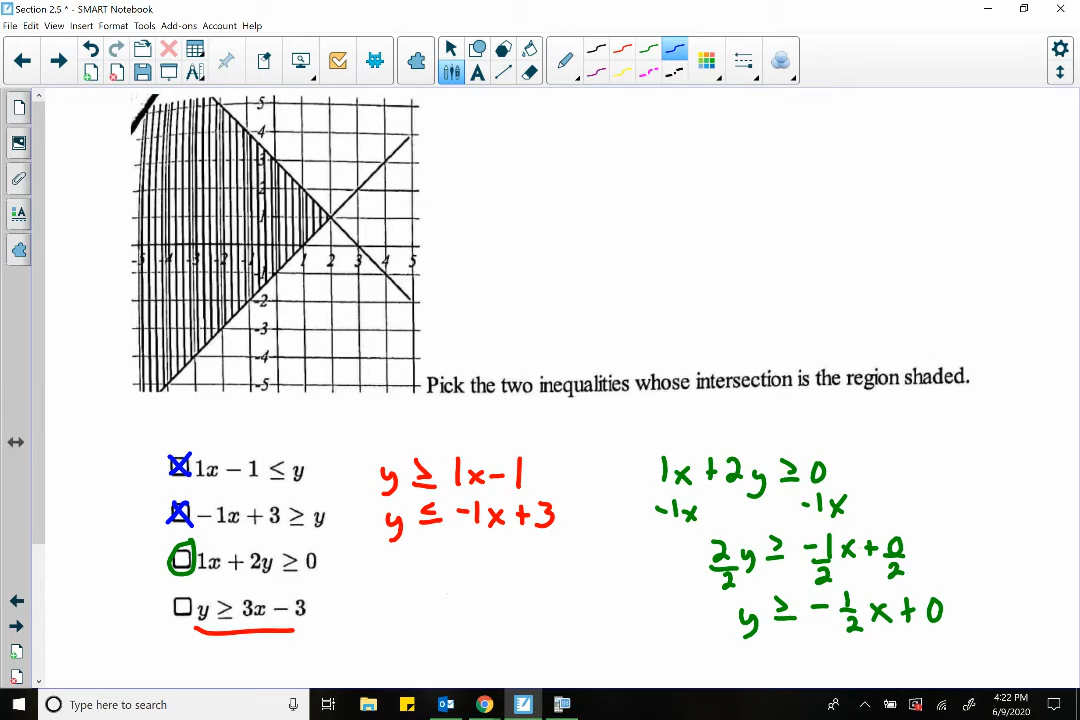 Section 2.5 * - SMART Notebook
File Edit View Insert Format Tools Add-ons Account Help
5
4
3
2
1
-5 -4 -3 -2 -1 1 2 3 4 5
-1
-2
-3
-4
-5
Pick the two inequalities whose intersection is the region shaded.
1x − 1 ≤ y
−1x + 3 ≥ y
1x + 2y ≥ 0
y ≥ 3x − 3
y ≥ 1x−1
y ≤ -1x+3
1x+2y ≥ 0
-1x -1x
2/2 y ≥ -1/2 x + 0/2
y ≥ - 1/2 x + 0
Type here to search
4:22 PM
6/9/2020